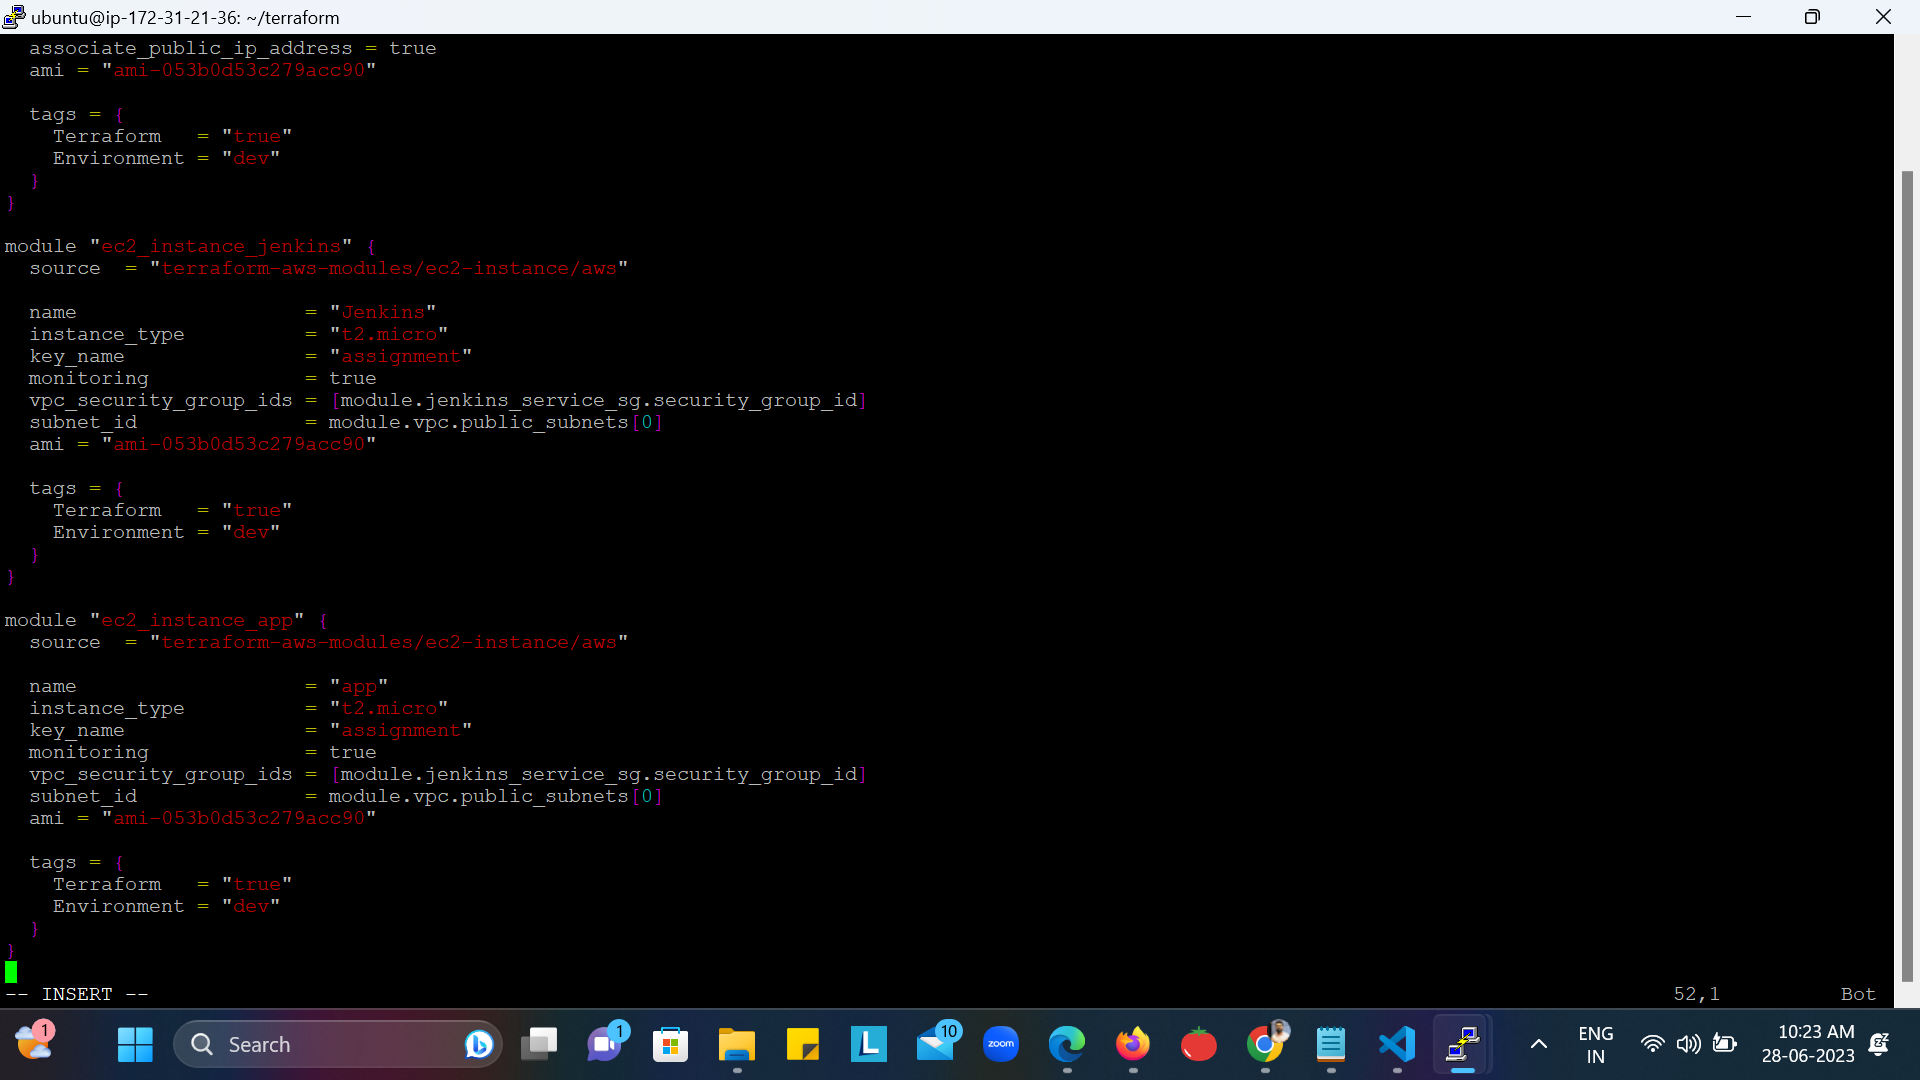 ubuntu@ip-172-31-21-36: ~/terraform
  associate_public_ip_address = true
  ami = "ami-053b0d53c279acc90"

  tags = {
    Terraform   = "true"
    Environment = "dev"
  }
}

module "ec2_instance_jenkins" {
  source  = "terraform-aws-modules/ec2-instance/aws"

  name                   = "Jenkins"
  instance_type          = "t2.micro"
  key_name               = "assignment"
  monitoring             = true
  vpc_security_group_ids = [module.jenkins_service_sg.security_group_id]
  subnet_id              = module.vpc.public_subnets[0]
  ami = "ami-053b0d53c279acc90"

  tags = {
    Terraform   = "true"
    Environment = "dev"
  }
}

module "ec2_instance_app" {
  source  = "terraform-aws-modules/ec2-instance/aws"

  name                   = "app"
  instance_type          = "t2.micro"
  key_name               = "assignment"
  monitoring             = true
  vpc_security_group_ids = [module.jenkins_service_sg.security_group_id]
  subnet_id              = module.vpc.public_subnets[0]
  ami = "ami-053b0d53c279acc90"

  tags = {
    Terraform   = "true"
    Environment = "dev"
  }
}
-- INSERT -- 52,1 Bot
1
Search
1
L
10
zoom
ENG
IN
10:23 AM
28-06-2023